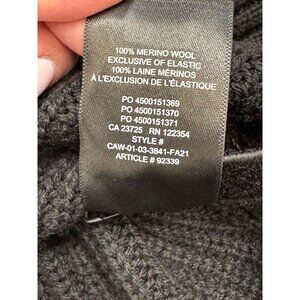 100% MERINO WOOL
EXCLUSIVE OF ELASTIC
100% LAINE MÉRINOS
À L'EXCLUSION DE L'ÉLASTIQUE
PO 4500151369
PO 4500151370
PO 4500151371
CA 23725 RN 122354
STYLE #
CAW-01-03-3841-FA21
ARTICLE # 92339